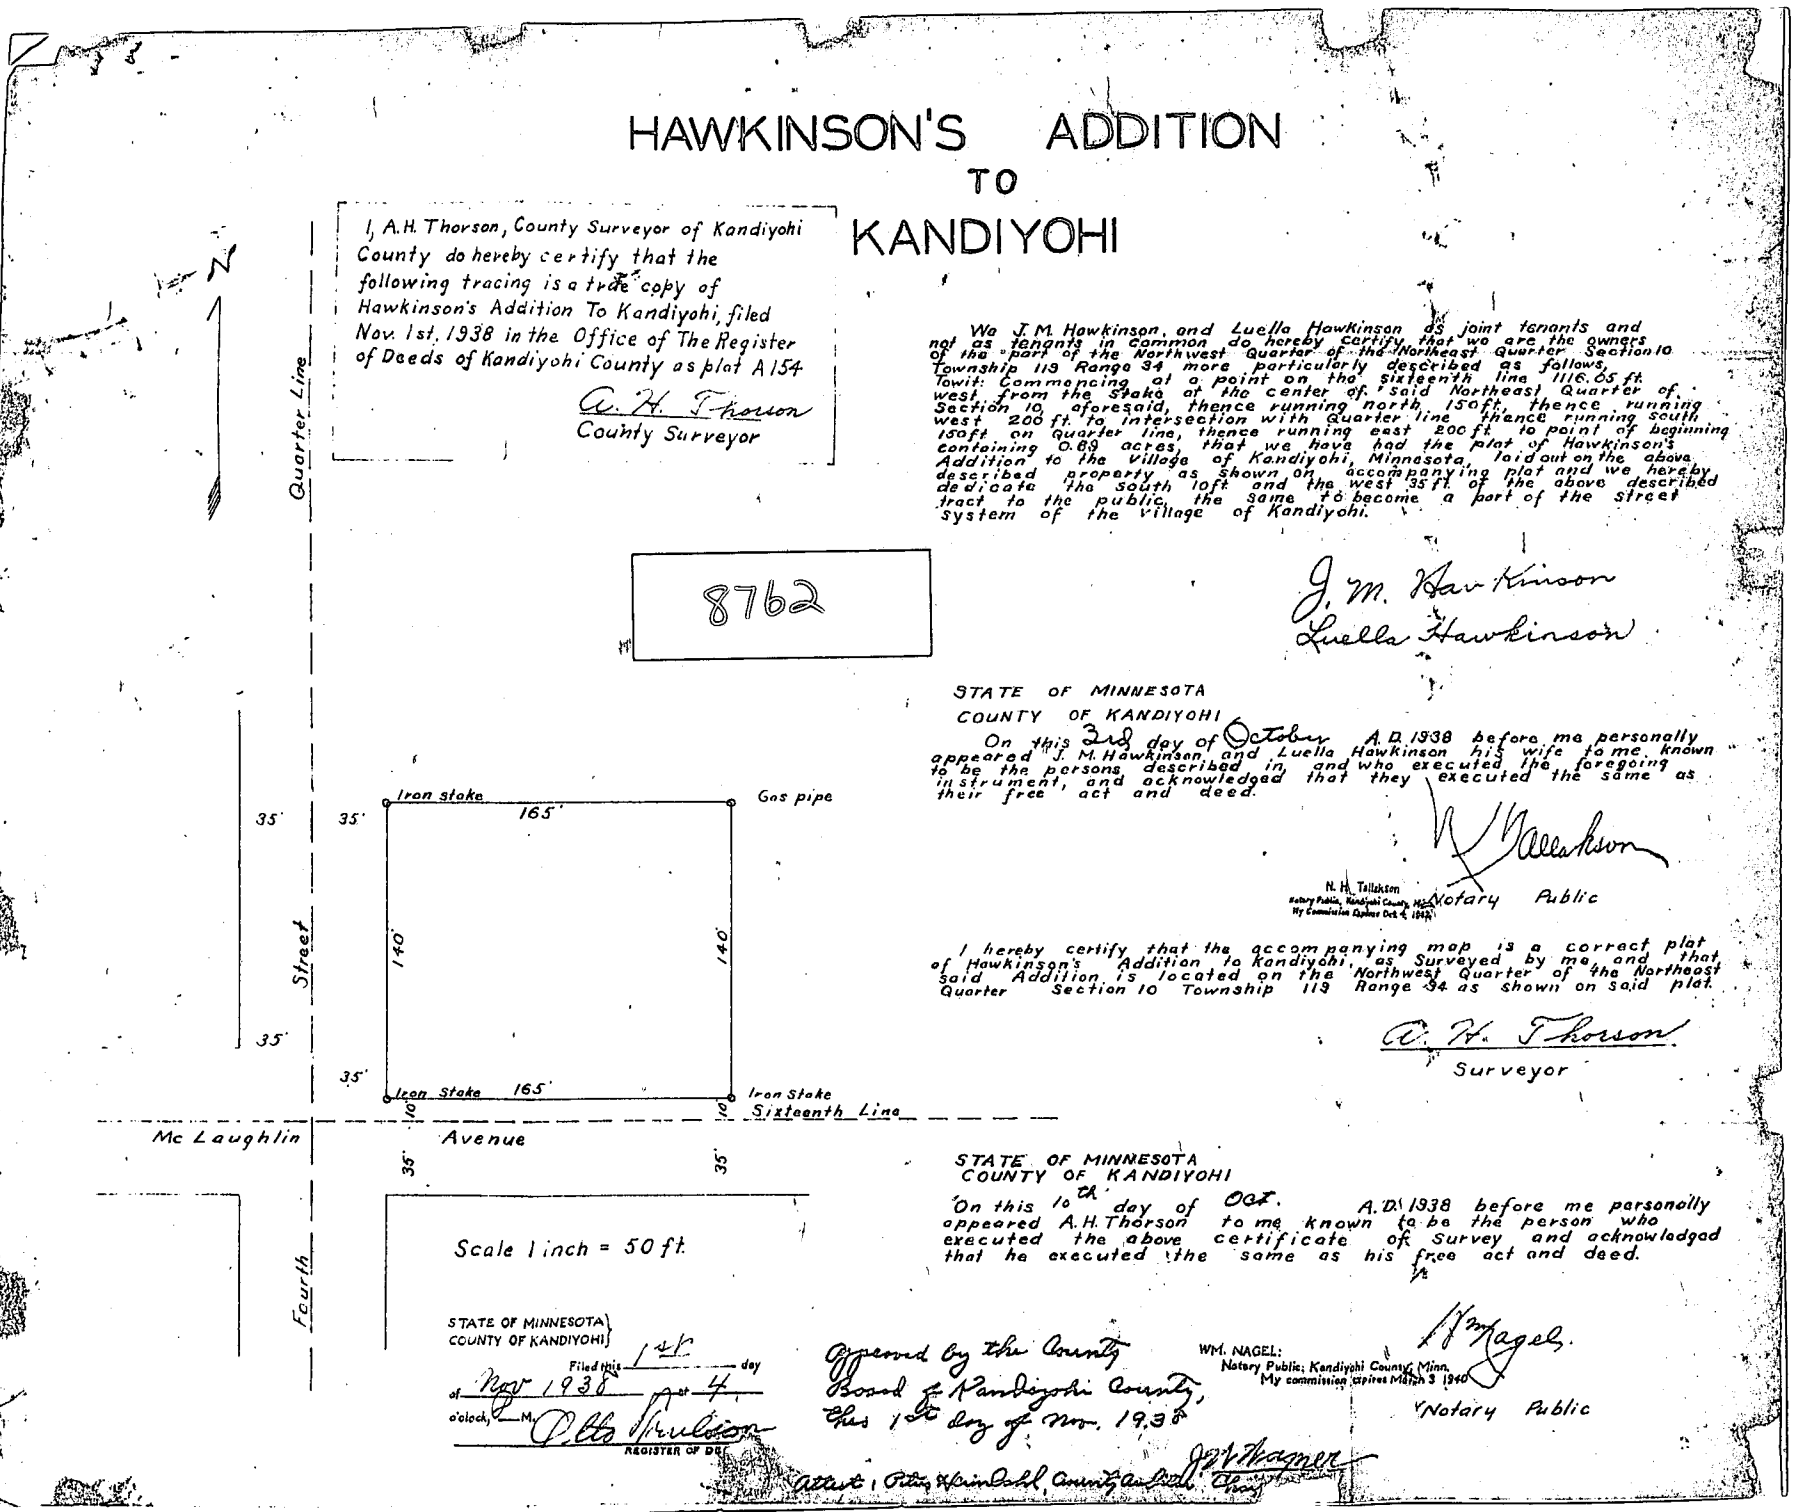 HAWKINSON'S ADDITION
TO
KANDIYOHI
I, A.H. Thorson, County Surveyor of Kandiyohi
County do hereby certify that the
following tracing is a true copy of
Hawkinson's Addition To Kandiyohi, filed
Nov. 1st, 1938 in the Office of The Register
of Deeds of Kandiyohi County as plat A154
A. H. Thorson
County Surveyor
N
Quarter Line
We J. M. Hawkinson, and Luella Hawkinson as joint tenants and
not as tenants in common do hereby certify that we are the owners
of the part of the Northwest Quarter of the Northeast Quarter Section 10
Township 119 Range 34 more particularly described as follows,
Towit: Commencing at a point on the sixteenth line 1116.65 ft.
west from the stake at the center of said Northeast Quarter of
Section 10, aforesaid, thence running north 150ft, thence running
west 200 ft. to intersection with Quarter line thence running south
150ft on quarter line, thence running east 200 ft to point of beginning
containing 0.69 acres, that we have had the plat of Hawkinson's
Addition to the Village of Kandiyohi, Minnesota, laid out on the above
described property as shown on accompanying plat and we hereby
dedicate the south 10ft and the west 35 ft. of the above described
tract to the public, the same to become a part of the street
system of the Village of Kandiyohi.
8762
J. M. Hawkinson
Luella Hawkinson
STATE OF MINNESOTA
COUNTY OF KANDIYOHI
On this 3rd day of October A.D. 1938 before me personally
appeared J. M. Hawkinson, and Luella Hawkinson his wife to me known
to be the persons described in, and who executed the foregoing
instrument, and acknowledged that they executed the same as
their free act and deed.
N. H. Tallakson
Notary Public, Kandiyohi County,
My Commission Expires Oct 4,
Notary Public
Iron stake
165'
Gas pipe
35'
35'
140'
140'
Street
35'
35'
Iron Stake
165'
Iron Stake
10'
10'
Sixteenth Line
Mc Laughlin Avenue
35'
35'
Fourth
Scale 1 inch = 50 ft.
I hereby certify that the accompanying map is a correct plat
of Hawkinson's Addition to Kandiyohi, as Surveyed by me, and that
said Addition is located on the Northwest Quarter of the Northeast
Quarter Section 10 Township 119 Range 34 as shown on said plat.
A. H. Thorson
Surveyor
STATE OF MINNESOTA
COUNTY OF KANDIYOHI
On this 10th day of Oct. A.D. 1938 before me personally
appeared A.H. Thorson to me known to be the person who
executed the above certificate of Survey and acknowledged
that he executed the same as his free act and deed.
Wm Nagel
WM. NAGEL:
Notary Public; Kandiyohi County, Minn.
My commission expires March 3 1940
Notary Public
STATE OF MINNESOTA}
COUNTY OF KANDIYOHI}
Filed this 1st day
of Nov 1938 at 4
o'clock, M.
Otto
REGISTER OF
Approved by the County
Board of Kandiyohi County,
this 1st day of Nov. 1938
Wagner
Attest: County